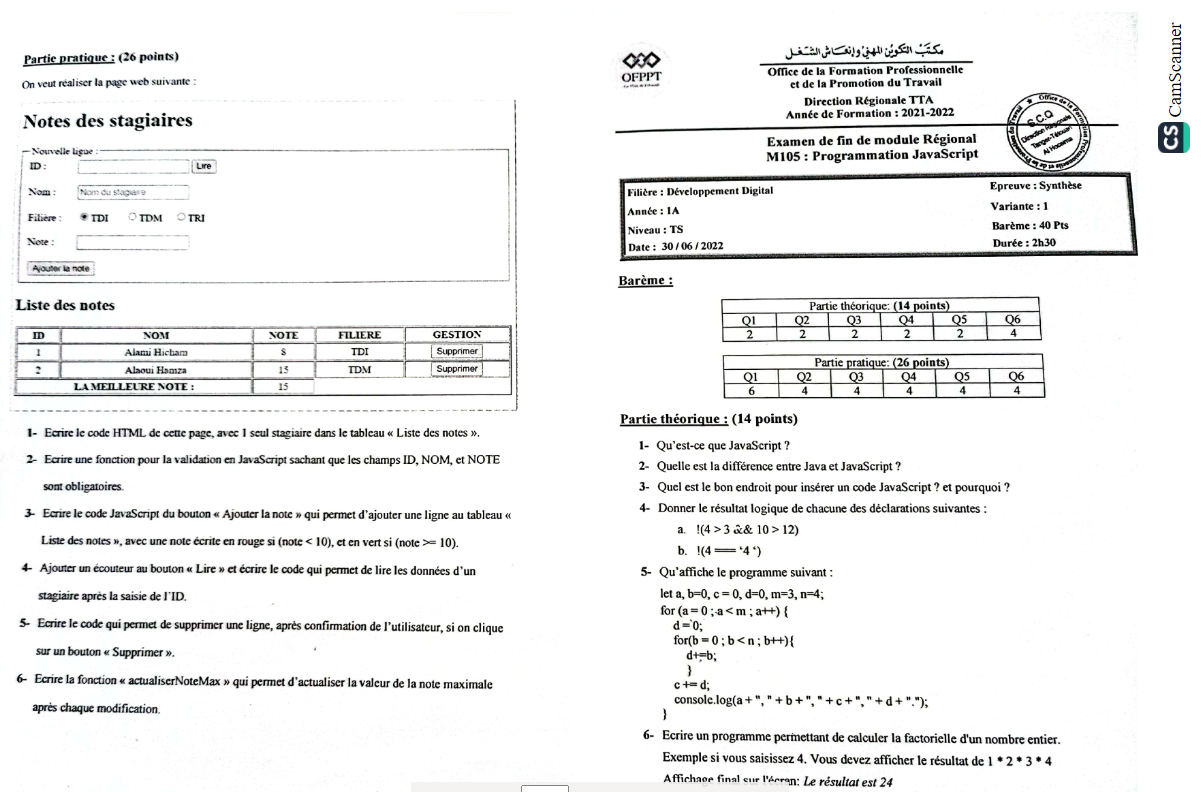 Partie pratique : (26 points)
On veut réaliser la page web suivante :
Notes des stagiaires
Nouvelle ligne :
ID : Lire
Nom : Nom du stagiaire
Filière : TDI TDM TRI
Note :
Ajouter la note
Liste des notes
ID NOM NOTE FILIERE GESTION
1 Alami Hicham 8 TDI Supprimer
2 Alaoui Hamza 15 TDM Supprimer
LA MEILLEURE NOTE : 15
1- Ecrire le code HTML de cette page, avec 1 seul stagiaire dans le tableau « Liste des notes ».
2- Ecrire une fonction pour la validation en JavaScript sachant que les champs ID, NOM, et NOTE
sont obligatoires.
3- Ecrire le code JavaScript du bouton « Ajouter la note » qui permet d'ajouter une ligne au tableau «
Liste des notes », avec une note écrite en rouge si (note < 10), et en vert si (note >= 10).
4- Ajouter un écouteur au bouton « Lire » et écrire le code qui permet de lire les données d'un
stagiaire après la saisie de l'ID.
5- Ecrire le code qui permet de supprimer une ligne, après confirmation de l'utilisateur, si on clique
sur un bouton « Supprimer ».
6- Ecrire la fonction « actualiserNoteMax » qui permet d'actualiser la valeur de la note maximale
après chaque modification.
OFPPT
مكتب التكوين المهني وإنعاش الشغل
Office de la Formation Professionnelle
et de la Promotion du Travail
Direction Régionale TTA
Année de Formation : 2021-2022
Examen de fin de module Régional
M105 : Programmation JavaScript
S.C.Q
Direction Régionale
Tanger-Tétouan
Al Hoceima
Filière : Développement Digital Epreuve : Synthèse
Année : 1A Variante : 1
Niveau : TS Barème : 40 Pts
Date : 30 / 06 / 2022 Durée : 2h30
Barème :
Partie théorique: (14 points)
Q1 Q2 Q3 Q4 Q5 Q6
2 2 2 2 2 4
Partie pratique: (26 points)
Q1 Q2 Q3 Q4 Q5 Q6
6 4 4 4 4 4
Partie théorique : (14 points)
1- Qu'est-ce que JavaScript ?
2- Quelle est la différence entre Java et JavaScript ?
3- Quel est le bon endroit pour insérer un code JavaScript ? et pourquoi ?
4- Donner le résultat logique de chacune des déclarations suivantes :
a. !(4 > 3 && 10 > 12)
b. !(4 === '4 ')
5- Qu'affiche le programme suivant :
let a, b=0, c = 0, d=0, m=3, n=4;
for (a = 0 ; a < m ; a++) {
d = 0;
for(b = 0 ; b < n ; b++){
d+=b;
}
c += d;
console.log(a + ", " + b + ", " + c + ", " + d + ".");
}
6- Ecrire un programme permettant de calculer la factorielle d'un nombre entier.
Exemple si vous saisissez 4. Vous devez afficher le résultat de 1 * 2 * 3 * 4
Affichage final sur l'écran: Le résultat est 24
CS CamScanner